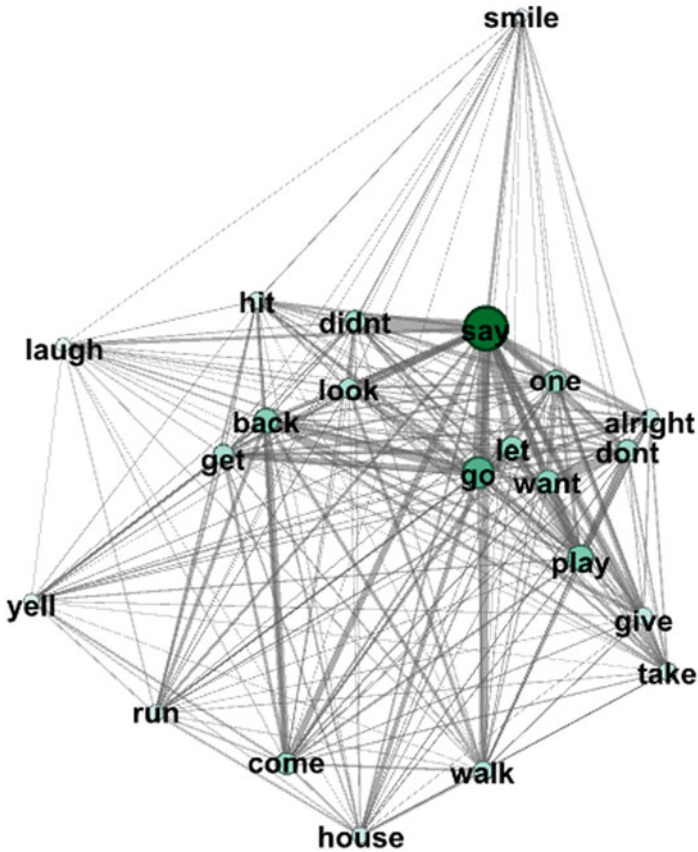 smile
hit
didnt
say
laugh
look
one
back
alright
get
let
dont
go
want
play
yell
give
take
run
come
walk
house